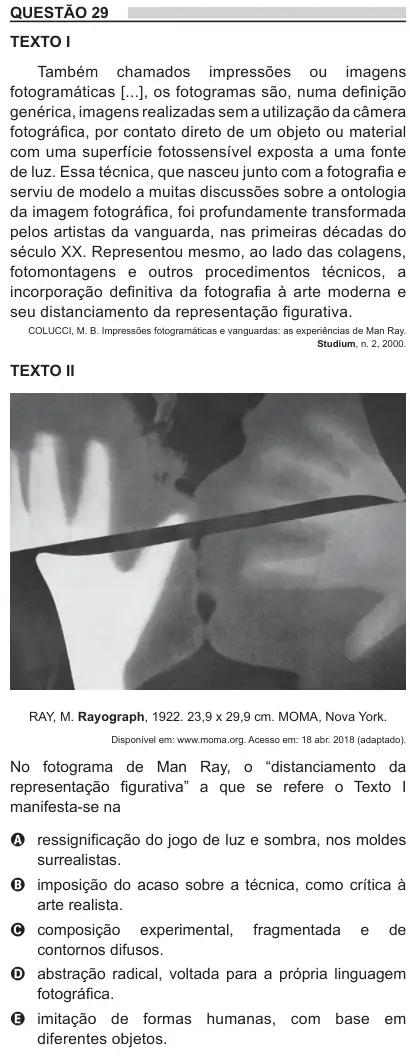 QUESTÃO 29
TEXTO I
Também chamados impressões ou imagens
fotogramáticas [...], os fotogramas são, numa definição
genérica, imagens realizadas sem a utilização da câmera
fotográfica, por contato direto de um objeto ou material
com uma superfície fotossensível exposta a uma fonte
de luz. Essa técnica, que nasceu junto com a fotografia e
serviu de modelo a muitas discussões sobre a ontologia
da imagem fotográfica, foi profundamente transformada
pelos artistas da vanguarda, nas primeiras décadas do
século XX. Representou mesmo, ao lado das colagens,
fotomontagens e outros procedimentos técnicos, a
incorporação definitiva da fotografia à arte moderna e
seu distanciamento da representação figurativa.
COLUCCI, M. B. Impressões fotogramáticas e vanguardas: as experiências de Man Ray.
Studium, n. 2, 2000.
TEXTO II
RAY, M. Rayograph, 1922. 23,9 x 29,9 cm. MOMA, Nova York.
Disponível em: www.moma.org. Acesso em: 18 abr. 2018 (adaptado).
No fotograma de Man Ray, o “distanciamento da
representação figurativa” a que se refere o Texto I
manifesta-se na
A ressignificação do jogo de luz e sombra, nos moldes
surrealistas.
B imposição do acaso sobre a técnica, como crítica à
arte realista.
C composição experimental, fragmentada e de
contornos difusos.
D abstração radical, voltada para a própria linguagem
fotográfica.
E imitação de formas humanas, com base em
diferentes objetos.